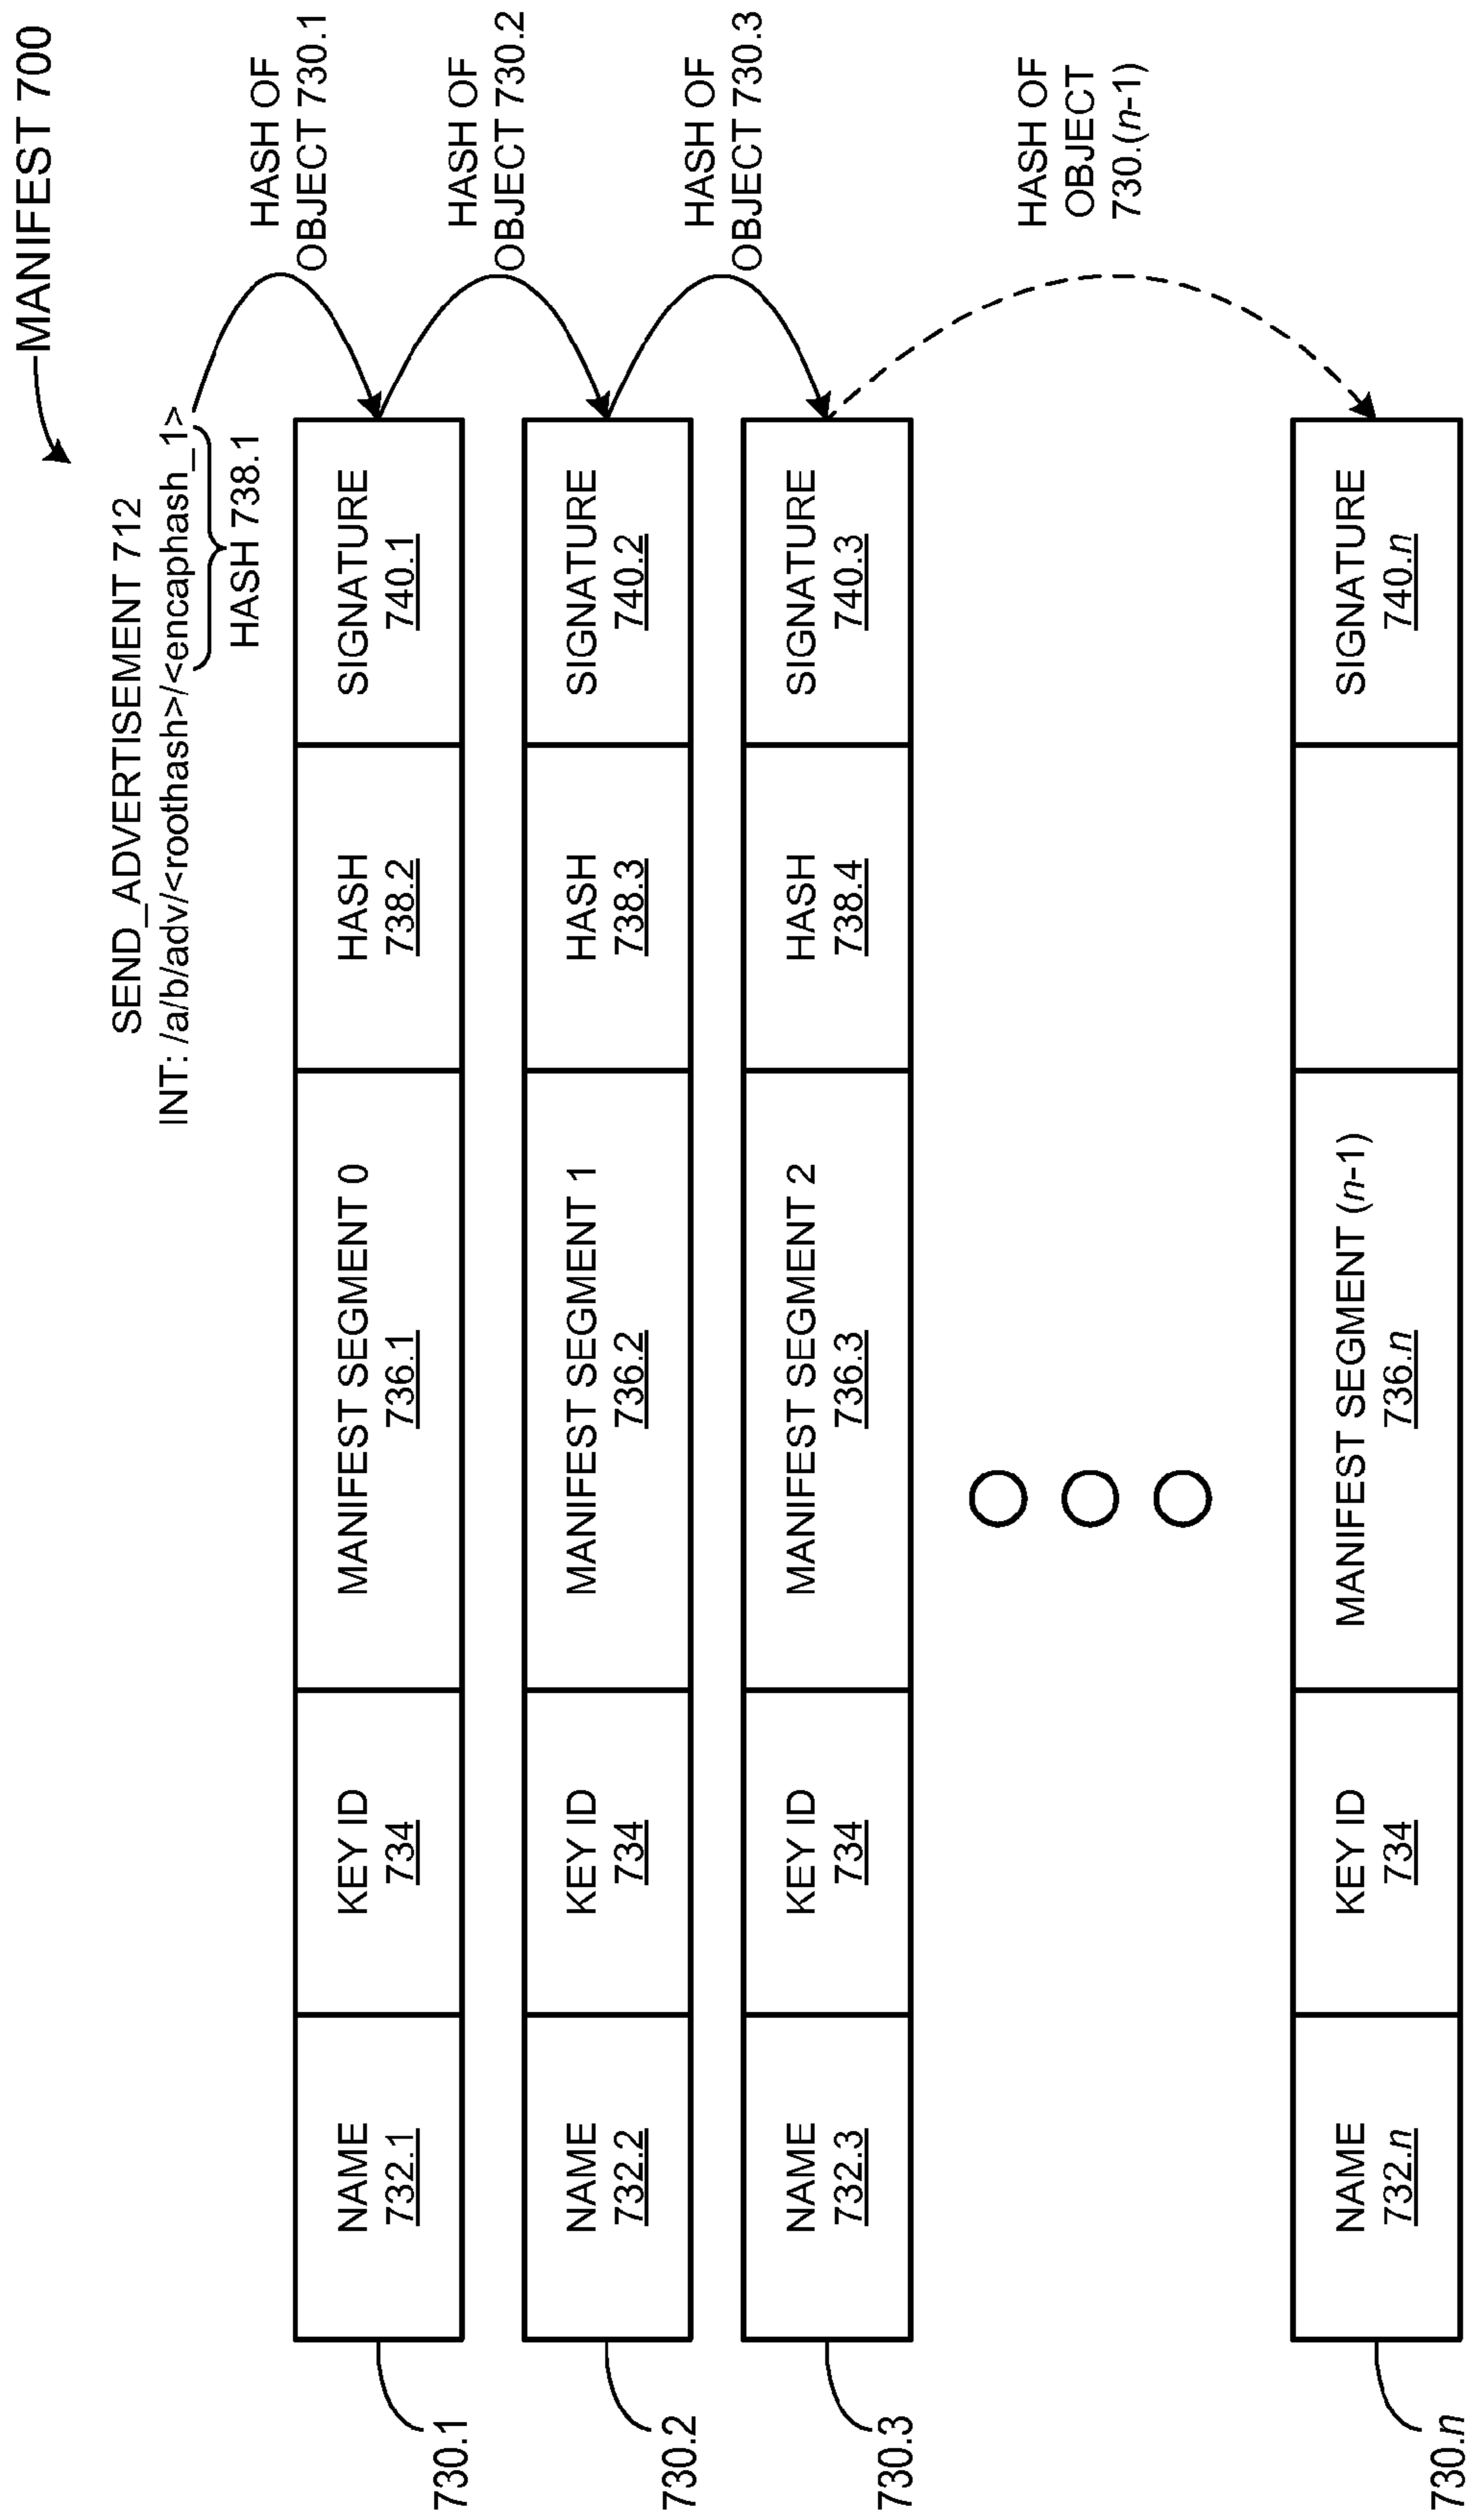 MANIFEST 700
SEND_ADVERTISEMENT 712
INT: /a/b/adv/<roothash>/<encaphash_1>
HASH 738.1
HASH OF
OBJECT 730.1
NAME
732.1
KEY ID
734
MANIFEST SEGMENT 0
736.1
HASH
738.2
SIGNATURE
740.1
730.1
HASH OF
OBJECT 730.2
NAME
732.2
KEY ID
734
MANIFEST SEGMENT 1
736.2
HASH
738.3
SIGNATURE
740.2
730.2
HASH OF
OBJECT 730.3
NAME
732.3
KEY ID
734
MANIFEST SEGMENT 2
736.3
HASH
738.4
SIGNATURE
740.3
730.3
HASH OF
OBJECT
730.(n-1)
NAME
732.n
KEY ID
734
MANIFEST SEGMENT (n-1)
736.n
SIGNATURE
740.n
730.n